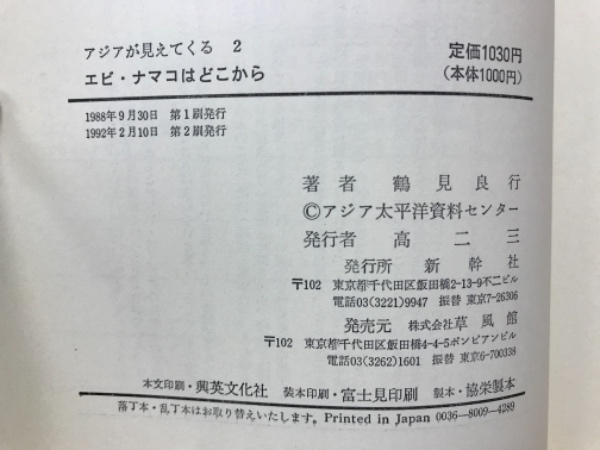 アジアが見えてくる 2
エビ・ナマコはどこから
定価1030円
(本体1000円)
1988年9月30日 第1刷発行
1992年2月10日 第2刷発行
著者 鶴見良行
©アジア太平洋資料センター
発行者 高二三
発行所 新幹社
〒102 東京都千代田区飯田橋2-13-9不二ビル
電話03(3221)9947 振替 東京7-26306
発売元 株式会社草風館
〒102 東京都千代田区飯田橋4-4-5ボンビアンビル
電話03(3262)1601 振替 東京6-700338
本文印刷・興英文化社 装本印刷・富士見印刷 製本・協栄製本
落丁本・乱丁本はお取り替えいたします。Printed in Japan 0036-8009-4289